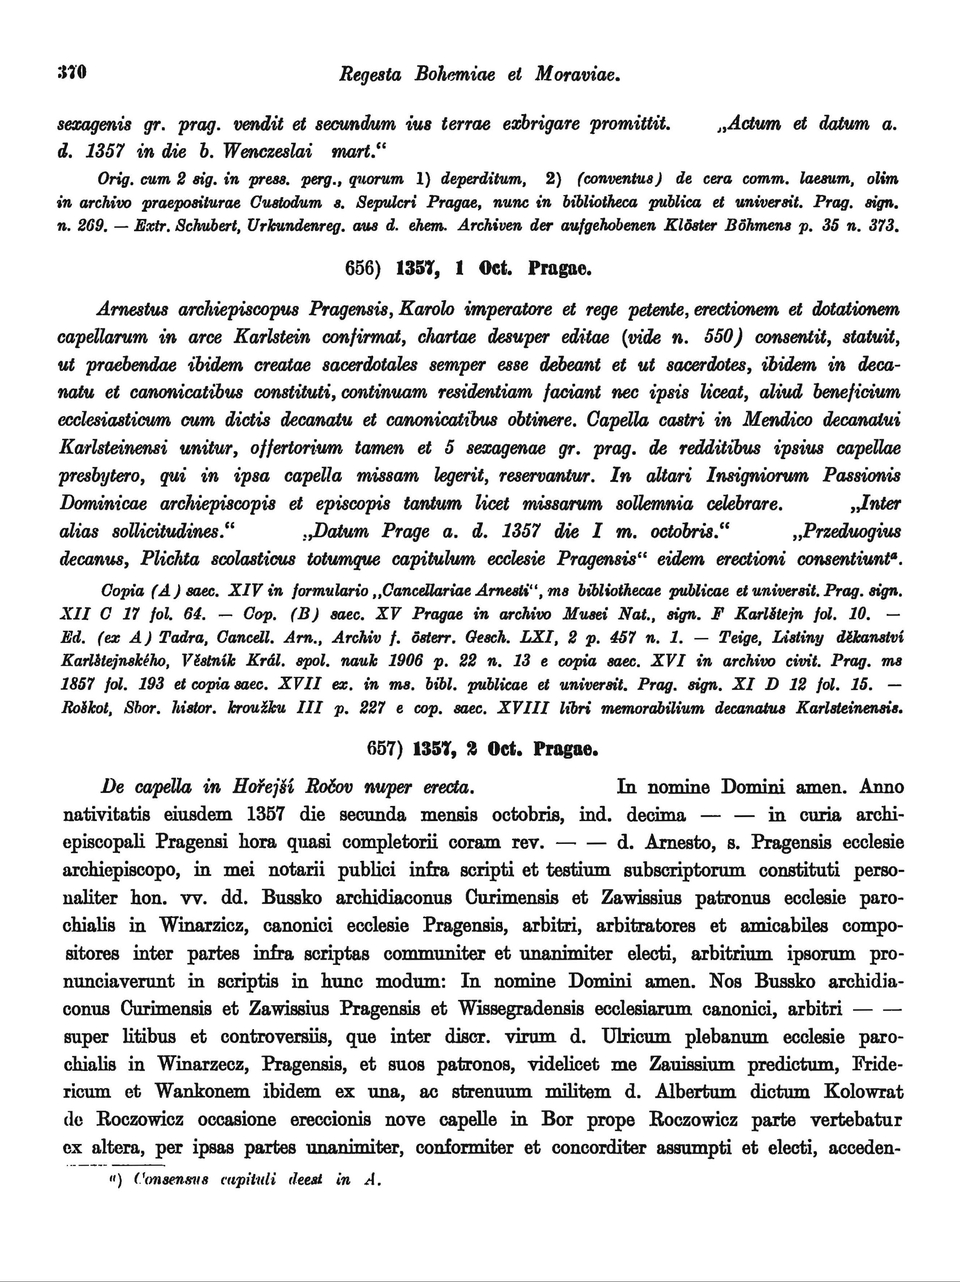 370 Regesta Bohemiae et Moraviae.
sexagenis gr. prag. vendit et secundum ius terrae exbrigare promittit. „Actum et datum a.
d. 1357 in die b. Wenczeslai mart.“
Orig. cum 2 sig. in press. perg., quorum 1) deperditum, 2) (conventus) de cera comm. laesum, olim
in archivo praepositurae Custodum s. Sepulcri Pragae, nunc in bibliotheca publica et universit. Prag. sign.
n. 269. — Extr. Schubert, Urkundenreg. aus d. ehem. Archiven der aufgehobenen Klöster Böhmens p. 35 n. 373.
656) 1357, 1 Oct. Pragae.
Arnestus archiepiscopus Pragensis, Karolo imperatore et rege petente, erectionem et dotationem
capellarum in arce Karlstein confirmat, chartae desuper editae (vide n. 550) consentit, statuit,
ut praebendae ibidem creatae sacerdotales semper esse debeant et ut sacerdotes, ibidem in deca-
natu et canonicatibus constituti, continuam residentiam faciant nec ipsis liceat, aliud beneficium
ecclesiasticum cum dictis decanatu et canonicatibus obtinere. Capella castri in Mendico decanatui
Karlsteinensi unitur, offertorium tamen et 5 sexagenae gr. prag. de redditibus ipsius capellae
presbytero, qui in ipsa capella missam legerit, reservantur. In altari Insigniorum Passionis
Dominicae archiepiscopis et episcopis tantum licet missarum sollemnia celebrare. „Inter
alias sollicitudines.“ „Datum Prage a. d. 1357 die I m. octobris.“ „Przeduogius
decanus, Plichta scolasticus totumque capitulum ecclesie Pragensis“ eidem erectioni consentiuntᵃ.
Copia (A) saec. XIV in formulario „Cancellariae Arnesti“, ms bibliothecae publicae et universit. Prag. sign.
XII C 17 fol. 64. — Cop. (B) saec. XV Pragae in archivo Musei Nat., sign. F Karlštejn fol. 10. —
Ed. (ex A) Tadra, Cancell. Arn., Archiv f. österr. Gesch. LXI, 2 p. 457 n. 1. — Teige, Listiny děkanství
Karlštejnského, Věstník Král. spol. nauk 1906 p. 22 n. 13 e copia saec. XVI in archivo civit. Prag. ms
1857 fol. 193 et copia saec. XVII ex. in ms. bibl. publicae et universit. Prag. sign. XI D 12 fol. 15. —
Roškot, Sbor. histor. kroužku III p. 227 e cop. saec. XVIII libri memorabilium decanatus Karlsteinensis.
657) 1357, 2 Oct. Pragae.
De capella in Hořejší Ročov nuper erecta. In nomine Domini amen. Anno
nativitatis eiusdem 1357 die secunda mensis octobris, ind. decima — — in curia archi-
episcopali Pragensi hora quasi completorii coram rev. — — d. Arnesto, s. Pragensis ecclesie
archiepiscopo, in mei notarii publici infra scripti et testium subscriptorum constituti perso-
naliter hon. vv. dd. Bussko archidiaconus Curimensis et Zawissius patronus ecclesie paro-
chialis in Winarzicz, canonici ecclesie Pragensis, arbitri, arbitratores et amicabiles compo-
sitores inter partes infra scriptas communiter et unanimiter electi, arbitrium ipsorum pro-
nunciaverunt in scriptis in hunc modum: In nomine Domini amen. Nos Bussko archidia-
conus Curimensis et Zawissius Pragensis et Wissegradensis ecclesiarum canonici, arbitri — —
super litibus et controversiis, que inter discr. virum d. Ulricum plebanum ecclesie paro-
chialis in Winarzecz, Pragensis, et suos patronos, videlicet me Zauissium predictum, Fride-
ricum et Wankonem ibidem ex una, ac strenuum militem d. Albertum dictum Kolowrat
de Roczowicz occasione ereccionis nove capelle in Bor prope Roczowicz parte vertebatur
ex altera, per ipsas partes unanimiter, conformiter et concorditer assumpti et electi, acceden-
a) Consensus capituli deest in A.